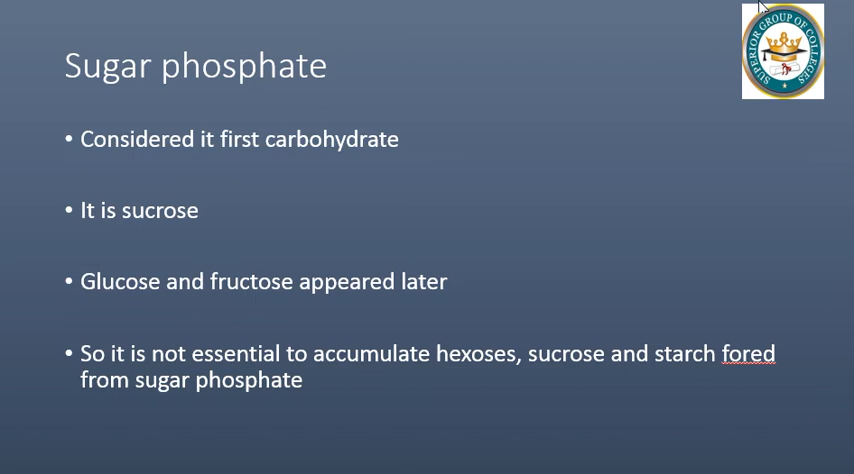 Sugar phosphate
SUPERIOR GROUP OF COLLEGES
• Considered it first carbohydrate
• It is sucrose
• Glucose and fructose appeared later
• So it is not essential to accumulate hexoses, sucrose and starch fored
from sugar phosphate